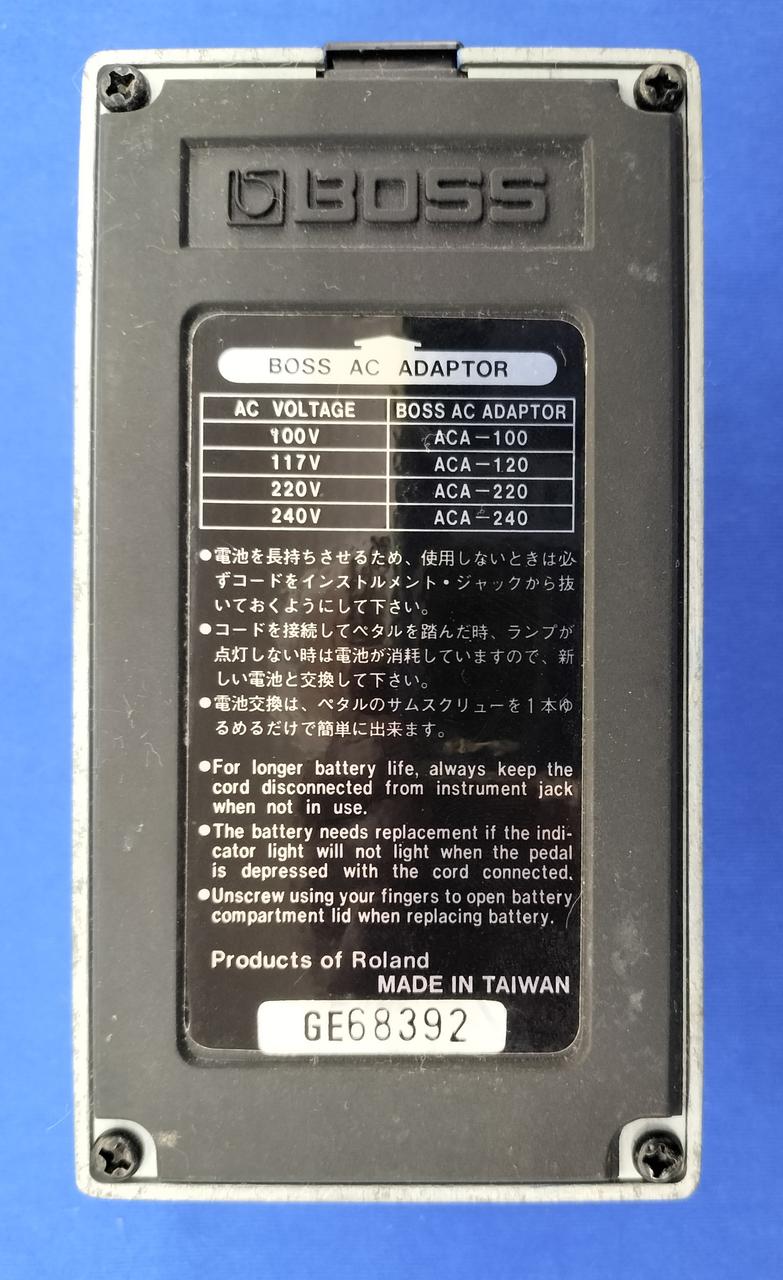 BOSS
BOSS AC ADAPTOR
AC VOLTAGE BOSS AC ADAPTOR
100V ACA-100
117V ACA-120
220V ACA-220
240V ACA-240
●電池を長持ちさせるため、使用しないときは必
ずコードをインストルメント・ジャックから抜
いておくようにして下さい。
●コードを接続してペタルを踏んだ時、ランプが
点灯しない時は電池が消耗していますので、新
しい電池と交換して下さい。
●電池交換は、ペタルのサムスクリューを1本ゆ
るめるだけで簡単に出来ます。
●For longer battery life, always keep the
cord disconnected from instrument jack
when not in use.
●The battery needs replacement if the indi-
cator light will not light when the pedal
is depressed with the cord connected.
●Unscrew using your fingers to open battery
compartment lid when replacing battery.
Products of Roland
MADE IN TAIWAN
GE68392